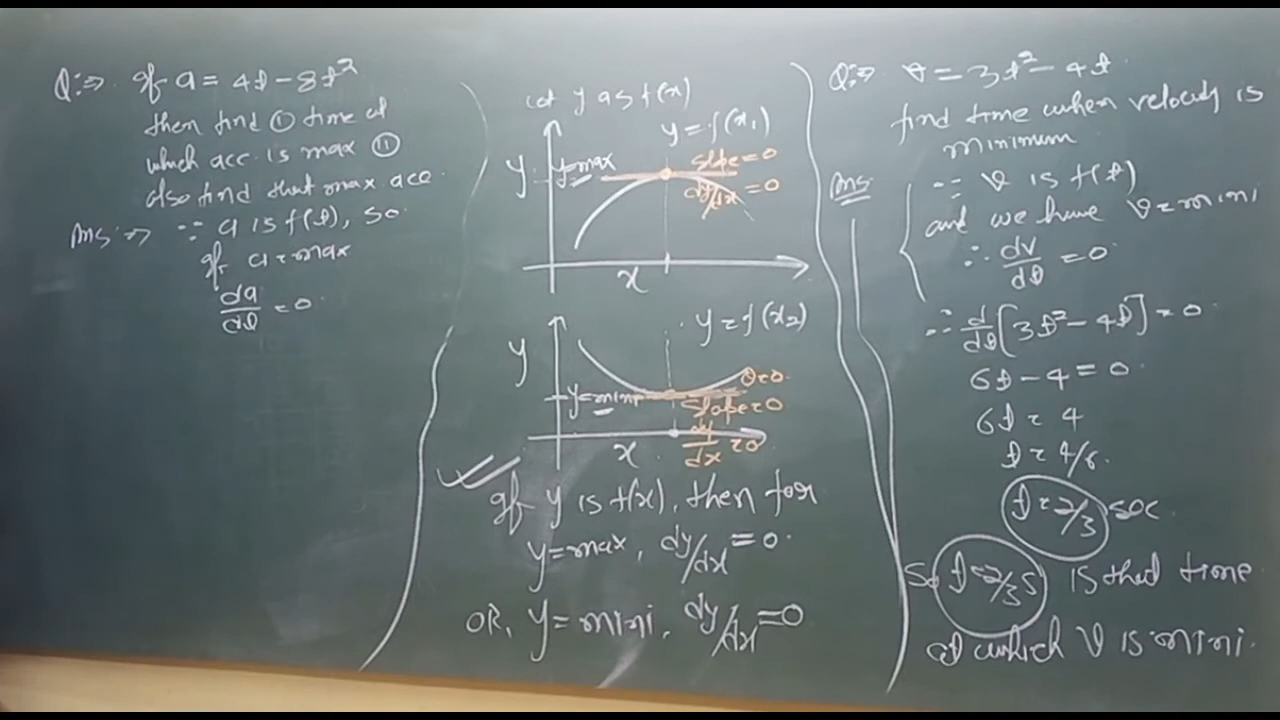 Q:⇒ If a = 4t - 8t²
then find ① time at
which acc. is max ⑪
also find that max acc.
Ans:⇒ ∵ a is f(t), so
if a = max
da/dt = 0
Let y as f(x)
y = f(x₁)
y y=max slope=0
dy/dx = 0
x
y = f(x₂)
y
θ=0
y=mini slope=0
dy/dx = 0
x
If y is f(x), then for
y=max, dy/dx = 0.
OR, y = mini, dy/dx = 0
Q:⇒ v = 3t² - 4t
find time when velocity is
minimum
Ans: ∵ v is f(t)
and we have v=mini
∴ dv/dt = 0
∴ d/dt [3t² - 4t] = 0
6t - 4 = 0
6t = 4
t = 4/6.
t = 2/3 sec
So t=2/3 s is that time
at which v is mini.